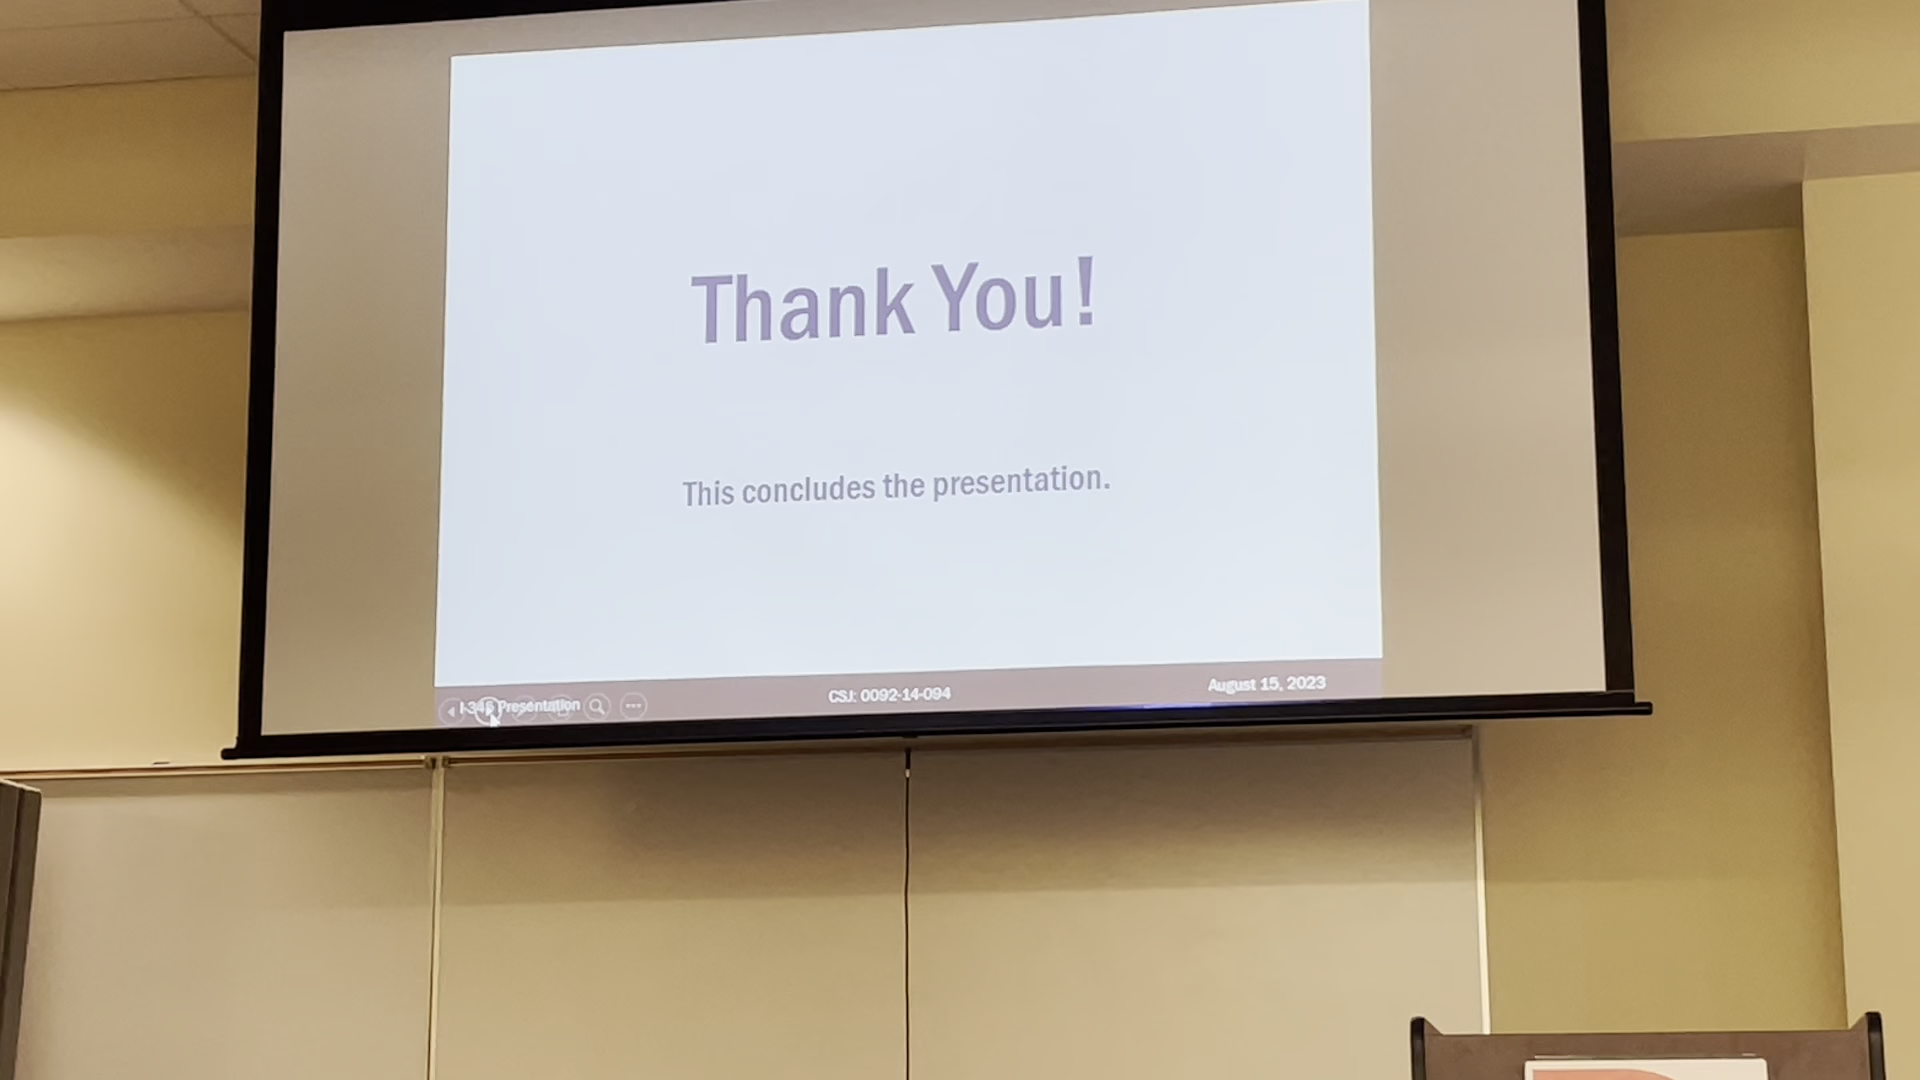 Thank You!
This concludes the presentation.
I-345 Presentation
CSJ: 0092-14-094
August 15, 2023